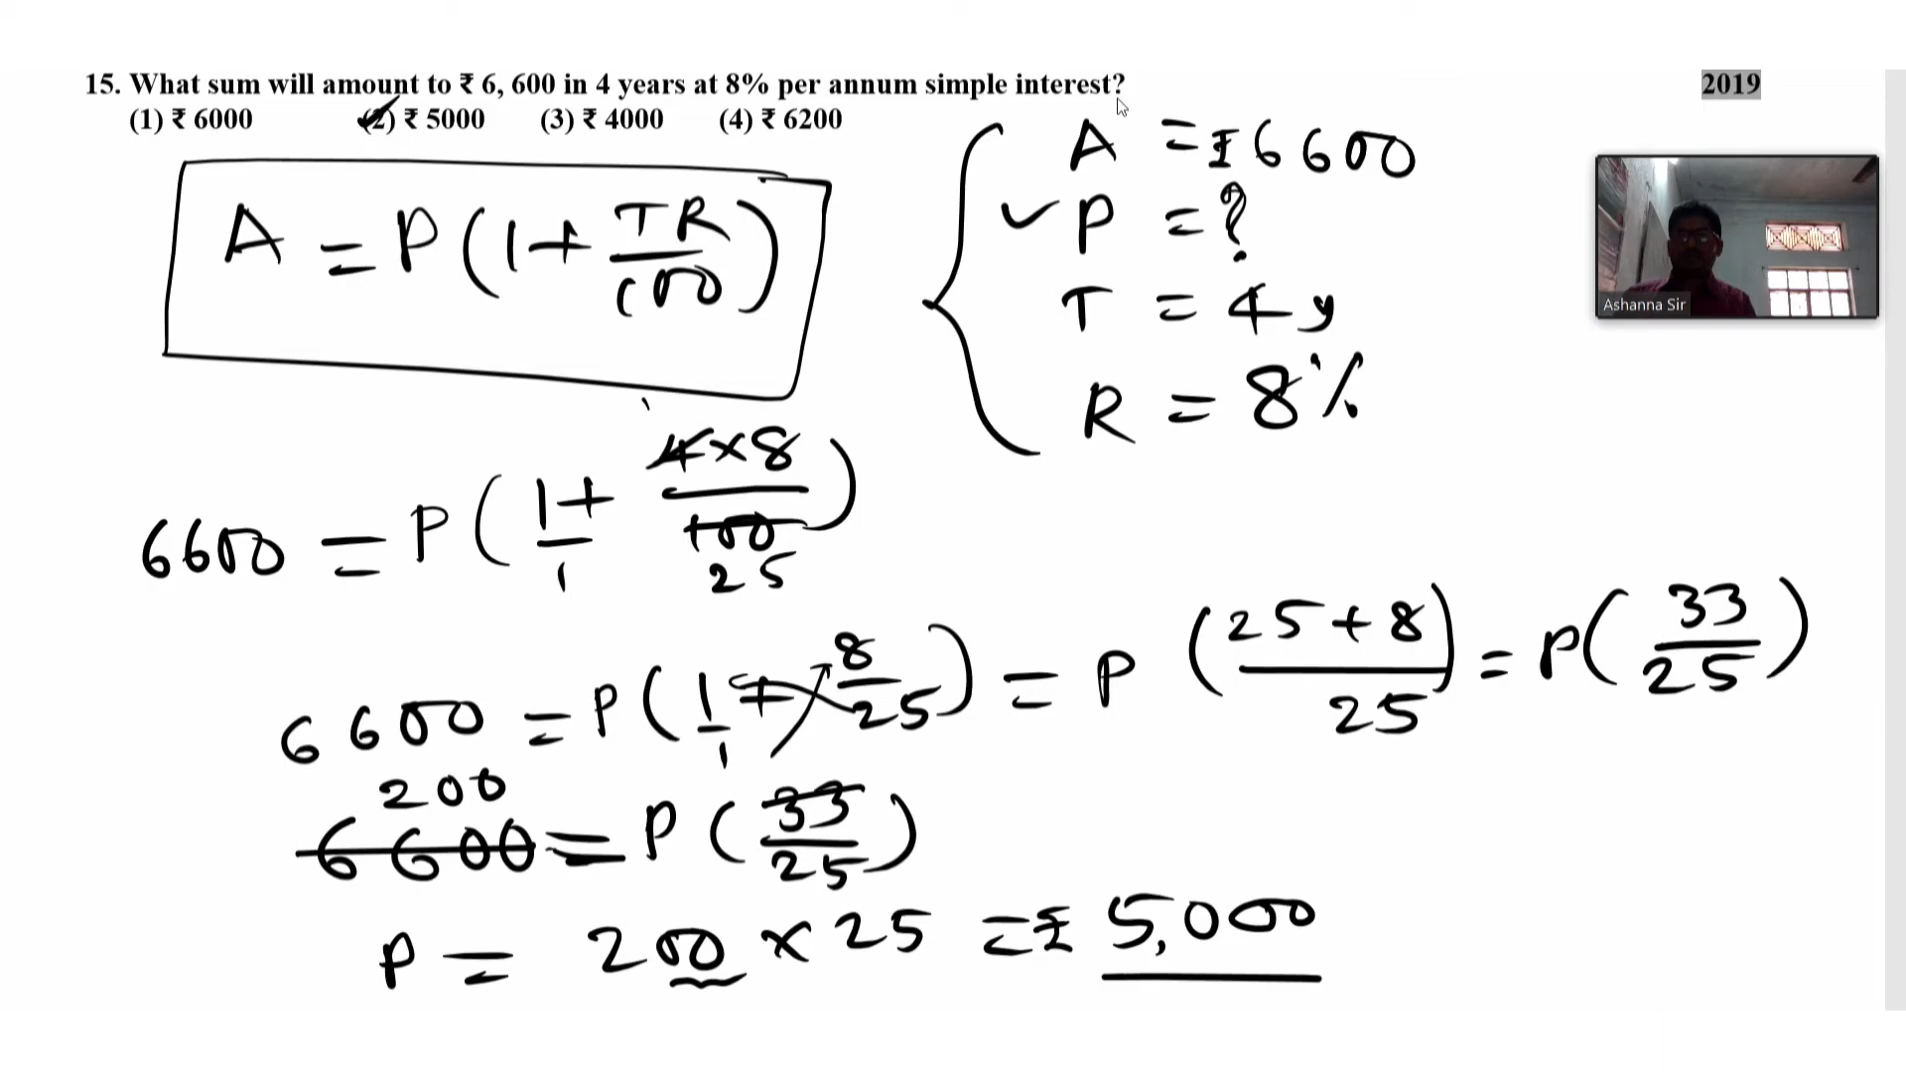 15. What sum will amount to ₹ 6, 600 in 4 years at 8% per annum simple interest? 2019
(1) ₹ 6000 (2) ₹ 5000 (3) ₹ 4000 (4) ₹ 6200
A = P(1+TR/100)
A = ₹6600
P = ?
T = 4y
R = 8%
Ashanna Sir
6600 = P(1/1 + 4×8/100)
25
6600 = P(1/1 + 8/25) = P (25+8/25) = P(33/25)
200
6600 = P(33/25)
P = 200 × 25 = ₹ 5,000